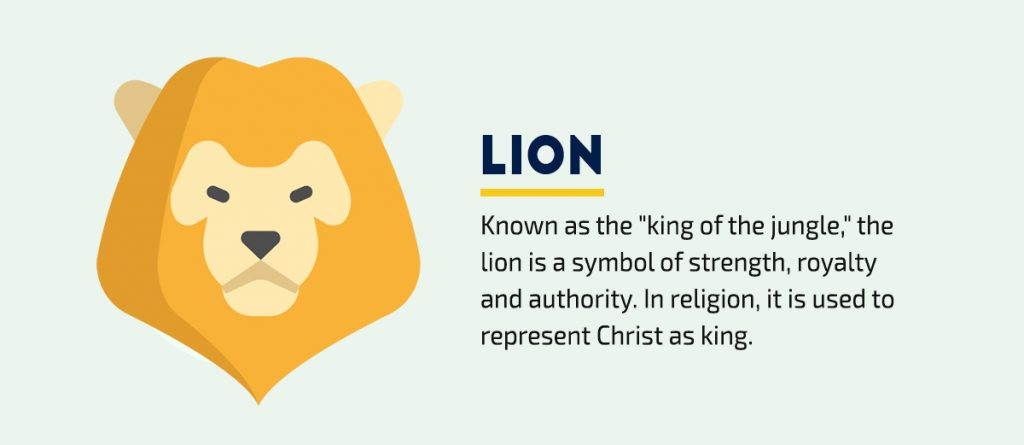 LION
Known as the "king of the jungle," the
lion is a symbol of strength, royalty
and authority. In religion, it is used to
represent Christ as king.